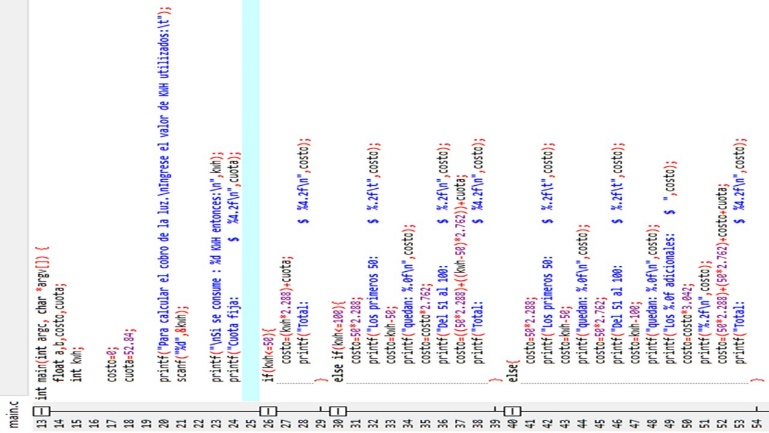 main.c
13 int main(int argc, char *argv[]) {
14 float a,b,costo,cuota;
15 int kwh;
16
17 costo=0;
18 cuota=52.84;
19
20 printf("Para calcular el cobro de la luz.\nIngrese el valor de KWH utilizados:\t");
21 scanf("%d",&kwh);
22
23 printf("\nSi se consume : %d KWH entonces:\n",kwh);
24 printf("Cuota fija: $ %4.2f\n",cuota);
25
26 if(kwh<=50){
27 costo=(kwh*2.288)+cuota;
28 printf("Total: $ %4.2f\n",costo);
29 }
30 else if(kwh<=100){
31 costo=50*2.288;
32 printf("Los primeros 50: $ %.2f\t",costo);
33 costo=kwh-50;
34 printf("quedan: %.0f\n",costo);
35 costo=costo*2.762;
36 printf("Del 51 al 100: $ %.2f\n",costo);
37 costo=((50*2.288)+((kwh-50)*2.762))+cuota;
38 printf("Total: $ %4.2f\n",costo);
39 }
40 else{
41 costo=50*2.288;
42 printf("Los primeros 50: $ %.2f\t",costo);
43 costo=kwh-50;
44 printf("quedan: %.0f\n",costo);
45 costo=50*2.762;
46 printf("Del 51 al 100: $ %.2f\t",costo);
47 costo=kwh-100;
48 printf("quedan: %.0f\n",costo);
49 printf("Los %.0f adicionales: $ ",costo);
50 costo=costo*3.042;
51 printf("%.2f\n",costo);
52 costo=(50*2.288)+(50*2.762)+costo+cuota;
53 printf("Total: $ %4.2f\n",costo);
54 }